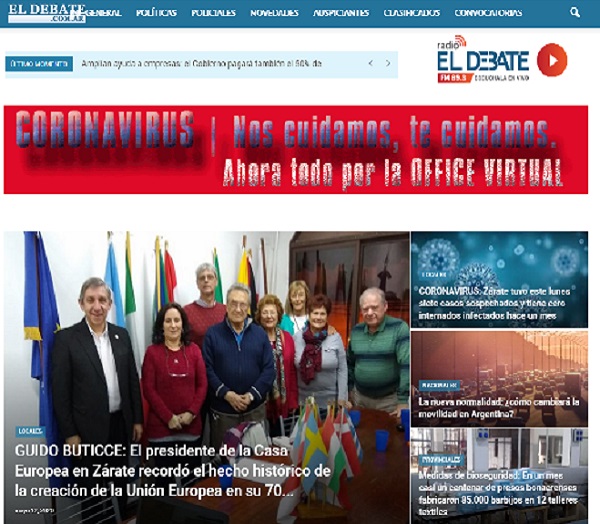 EL DEBATE
.COM.AR
GENERAL POLÍTICAS POLICIALES NOVEDADES AUSPICIANTES CLASIFICADOS CONVOCATORIAS
ÚLTIMO MOMENTO Amplían ayuda a empresas: el Gobierno pagará también el 50% de
radio
EL DEBATE
FM 89.3 ESCUCHALA EN VIVO
CORONAVIRUS | Nos cuidamos, te cuidamos.
Ahora todo por la OFFICE VIRTUAL
LOCALES
GUIDO BUTICCE: El presidente de la Casa
Europea en Zárate recordó el hecho histórico de
la creación de la Unión Europea en su 70...
LOCALES
CORONAVIRUS: Zárate tuvo este lunes
siete casos sospechados y tiene cero
internados infectados hace un mes
NACIONALES
La nueva normalidad: ¿cómo cambiará la
movilidad en Argentina?
PROVINCIALES
Medidas de bioseguridad: En un mes
casi un centenar de presos bonaerenses
fabricaron 85.000 barbijos en 12 talleres
textiles